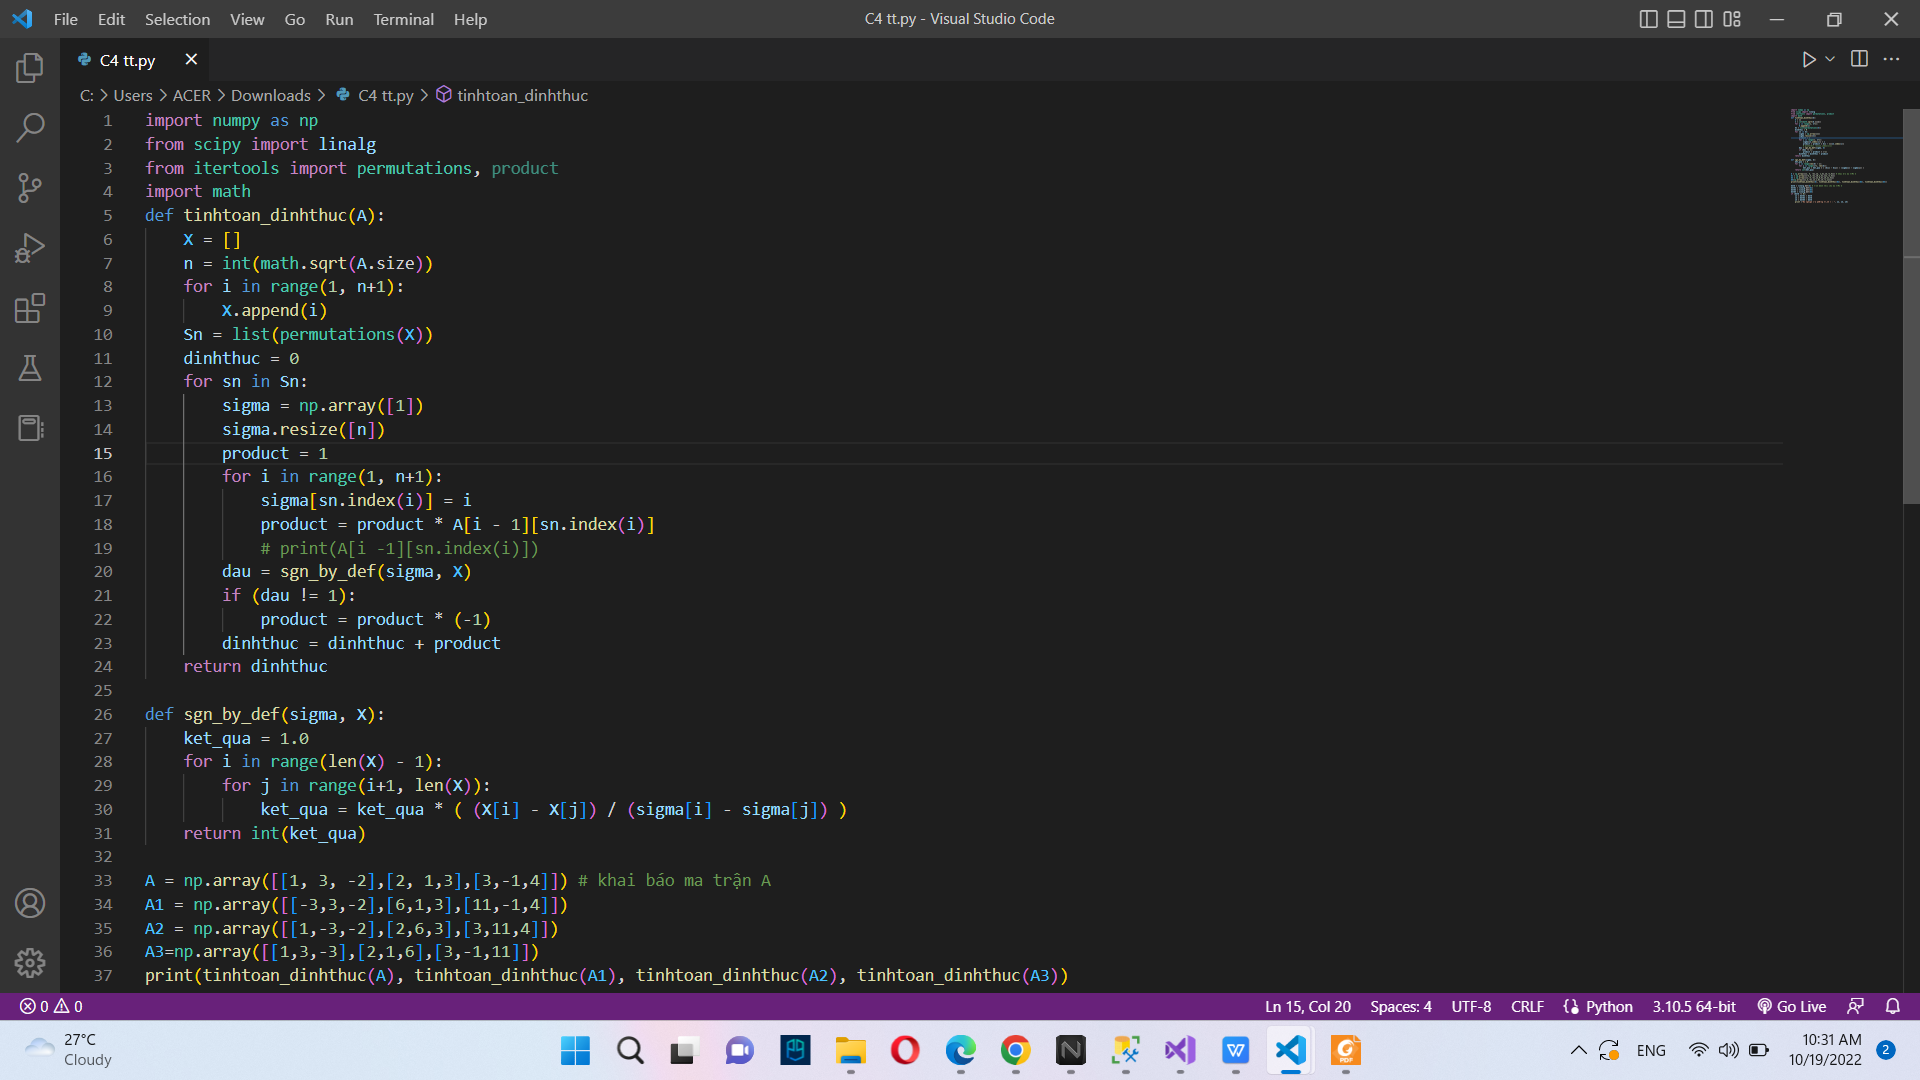 File Edit Selection View Go Run Terminal Help
C4 tt.py - Visual Studio Code
C4 tt.py
C: > Users > ACER > Downloads > C4 tt.py > tinhtoan_dinhthuc
1 import numpy as np
2 from scipy import linalg
3 from itertools import permutations, product
4 import math
5 def tinhtoan_dinhthuc(A):
6     X = []
7     n = int(math.sqrt(A.size))
8     for i in range(1, n+1):
9         X.append(i)
10     Sn = list(permutations(X))
11     dinhthuc = 0
12     for sn in Sn:
13         sigma = np.array([1])
14         sigma.resize([n])
15         product = 1
16         for i in range(1, n+1):
17             sigma[sn.index(i)] = i
18             product = product * A[i - 1][sn.index(i)]
19             # print(A[i -1][sn.index(i)])
20         dau = sgn_by_def(sigma, X)
21         if (dau != 1):
22             product = product * (-1)
23         dinhthuc = dinhthuc + product
24     return dinhthuc
25
26 def sgn_by_def(sigma, X):
27     ket_qua = 1.0
28     for i in range(len(X) - 1):
29         for j in range(i+1, len(X)):
30             ket_qua = ket_qua * ( (X[i] - X[j]) / (sigma[i] - sigma[j]) )
31     return int(ket_qua)
32
33 A = np.array([[1, 3, -2],[2, 1,3],[3,-1,4]]) # khai báo ma trận A
34 A1 = np.array([[-3,3,-2],[6,1,3],[11,-1,4]])
35 A2 = np.array([[1,-3,-2],[2,6,3],[3,11,4]])
36 A3=np.array([[1,3,-3],[2,1,6],[3,-1,11]])
37 print(tinhtoan_dinhthuc(A), tinhtoan_dinhthuc(A1), tinhtoan_dinhthuc(A2), tinhtoan_dinhthuc(A3))
0 0
Ln 15, Col 20 Spaces: 4 UTF-8 CRLF Python 3.10.5 64-bit Go Live
27°C
Cloudy
ENG
10:31 AM
10/19/2022
2